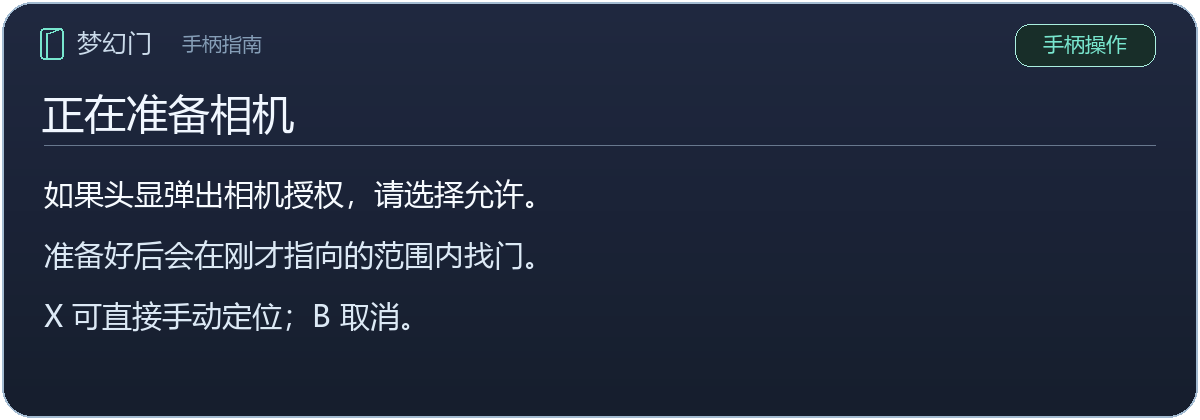 梦幻门 手柄指南 手柄操作
正在准备相机
如果头显弹出相机授权，请选择允许。
准备好后会在刚才指向的范围内找门。
X 可直接手动定位；B 取消。